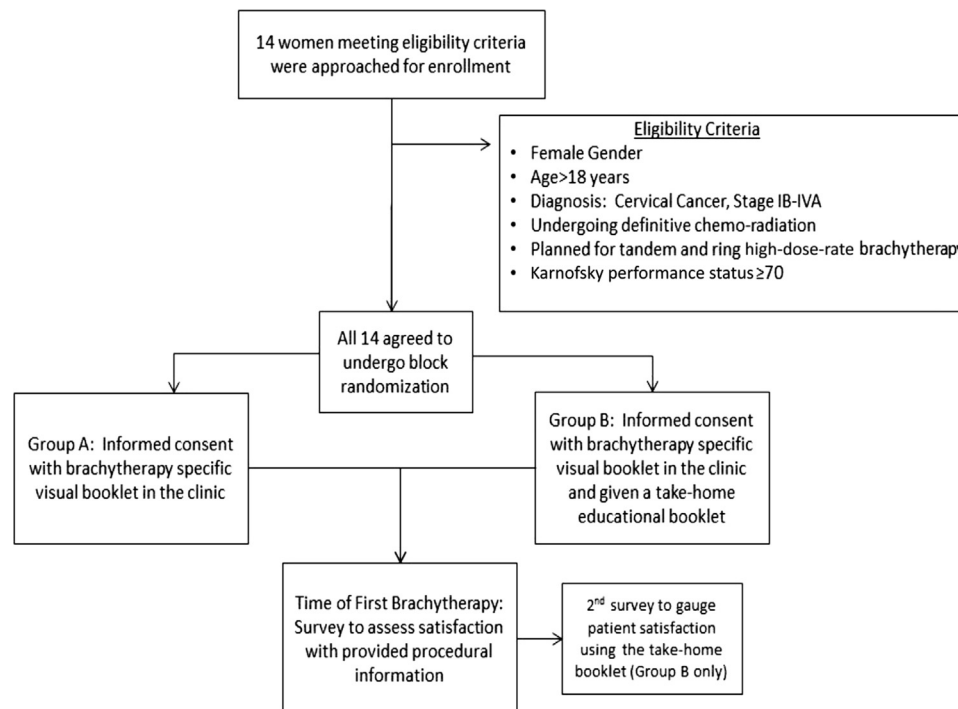 14 women meeting eligibility criteria
were approached for enrollment
Eligibility Criteria
• Female Gender
• Age>18 years
• Diagnosis: Cervical Cancer, Stage IB-IVA
• Undergoing definitive chemo-radiation
• Planned for tandem and ring high-dose-rate brachytherapy
• Karnofsky performance status ≥70
All 14 agreed to
undergo block
randomization
Group A: Informed consent
with brachytherapy specific
visual booklet in the clinic
Group B: Informed consent
with brachytherapy specific
visual booklet in the clinic
and given a take-home
educational booklet
Time of First Brachytherapy:
Survey to assess satisfaction
with provided procedural
information
2nd survey to gauge
patient satisfaction
using the take-home
booklet (Group B only)